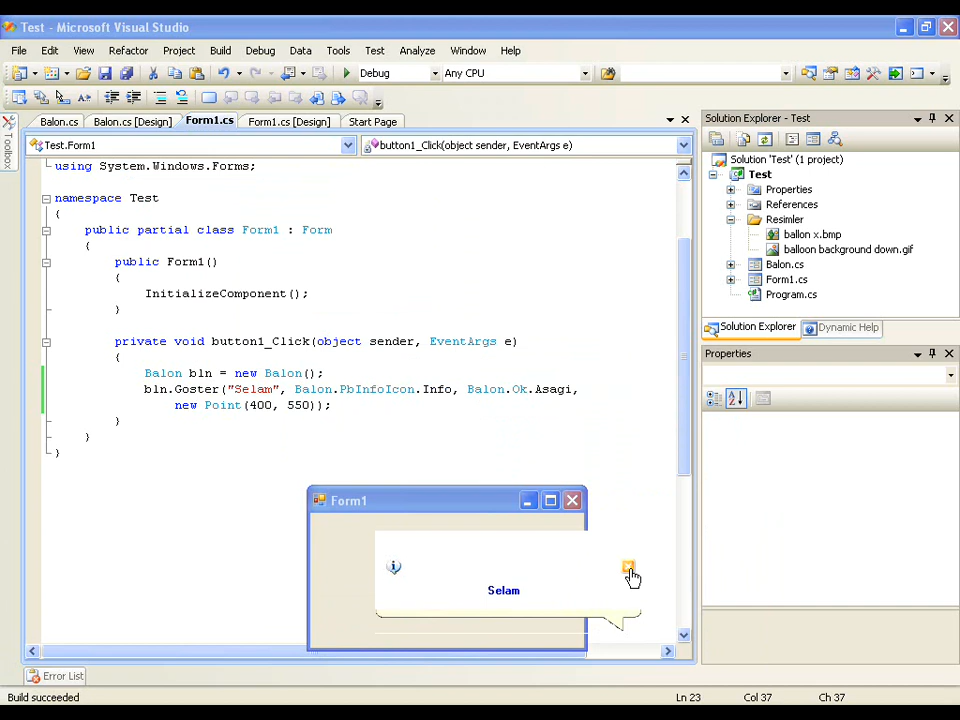 Test - Microsoft Visual Studio
File Edit View Refactor Project Build Debug Data Tools Test Analyze Window Help
Debug Any CPU
Balon.cs Balon.cs [Design] Form1.cs Form1.cs [Design] Start Page
Toolbox
Test.Form1 button1_Click(object sender, EventArgs e)
using System.Windows.Forms;
namespace Test
{
public partial class Form1 : Form
{
public Form1()
{
InitializeComponent();
}
private void button1_Click(object sender, EventArgs e)
{
Balon bln = new Balon();
bln.Goster("Selam", Balon.PbInfoIcon.Info, Balon.Ok.Asagi,
new Point(400, 550));
}
}
}
Form1
Selam
Solution Explorer - Test
Solution 'Test' (1 project)
Test
Properties
References
Resimler
ballon x.bmp
balloon background down.gif
Balon.cs
Form1.cs
Program.cs
Solution Explorer Dynamic Help
Properties
Error List
Build succeeded Ln 23 Col 37 Ch 37